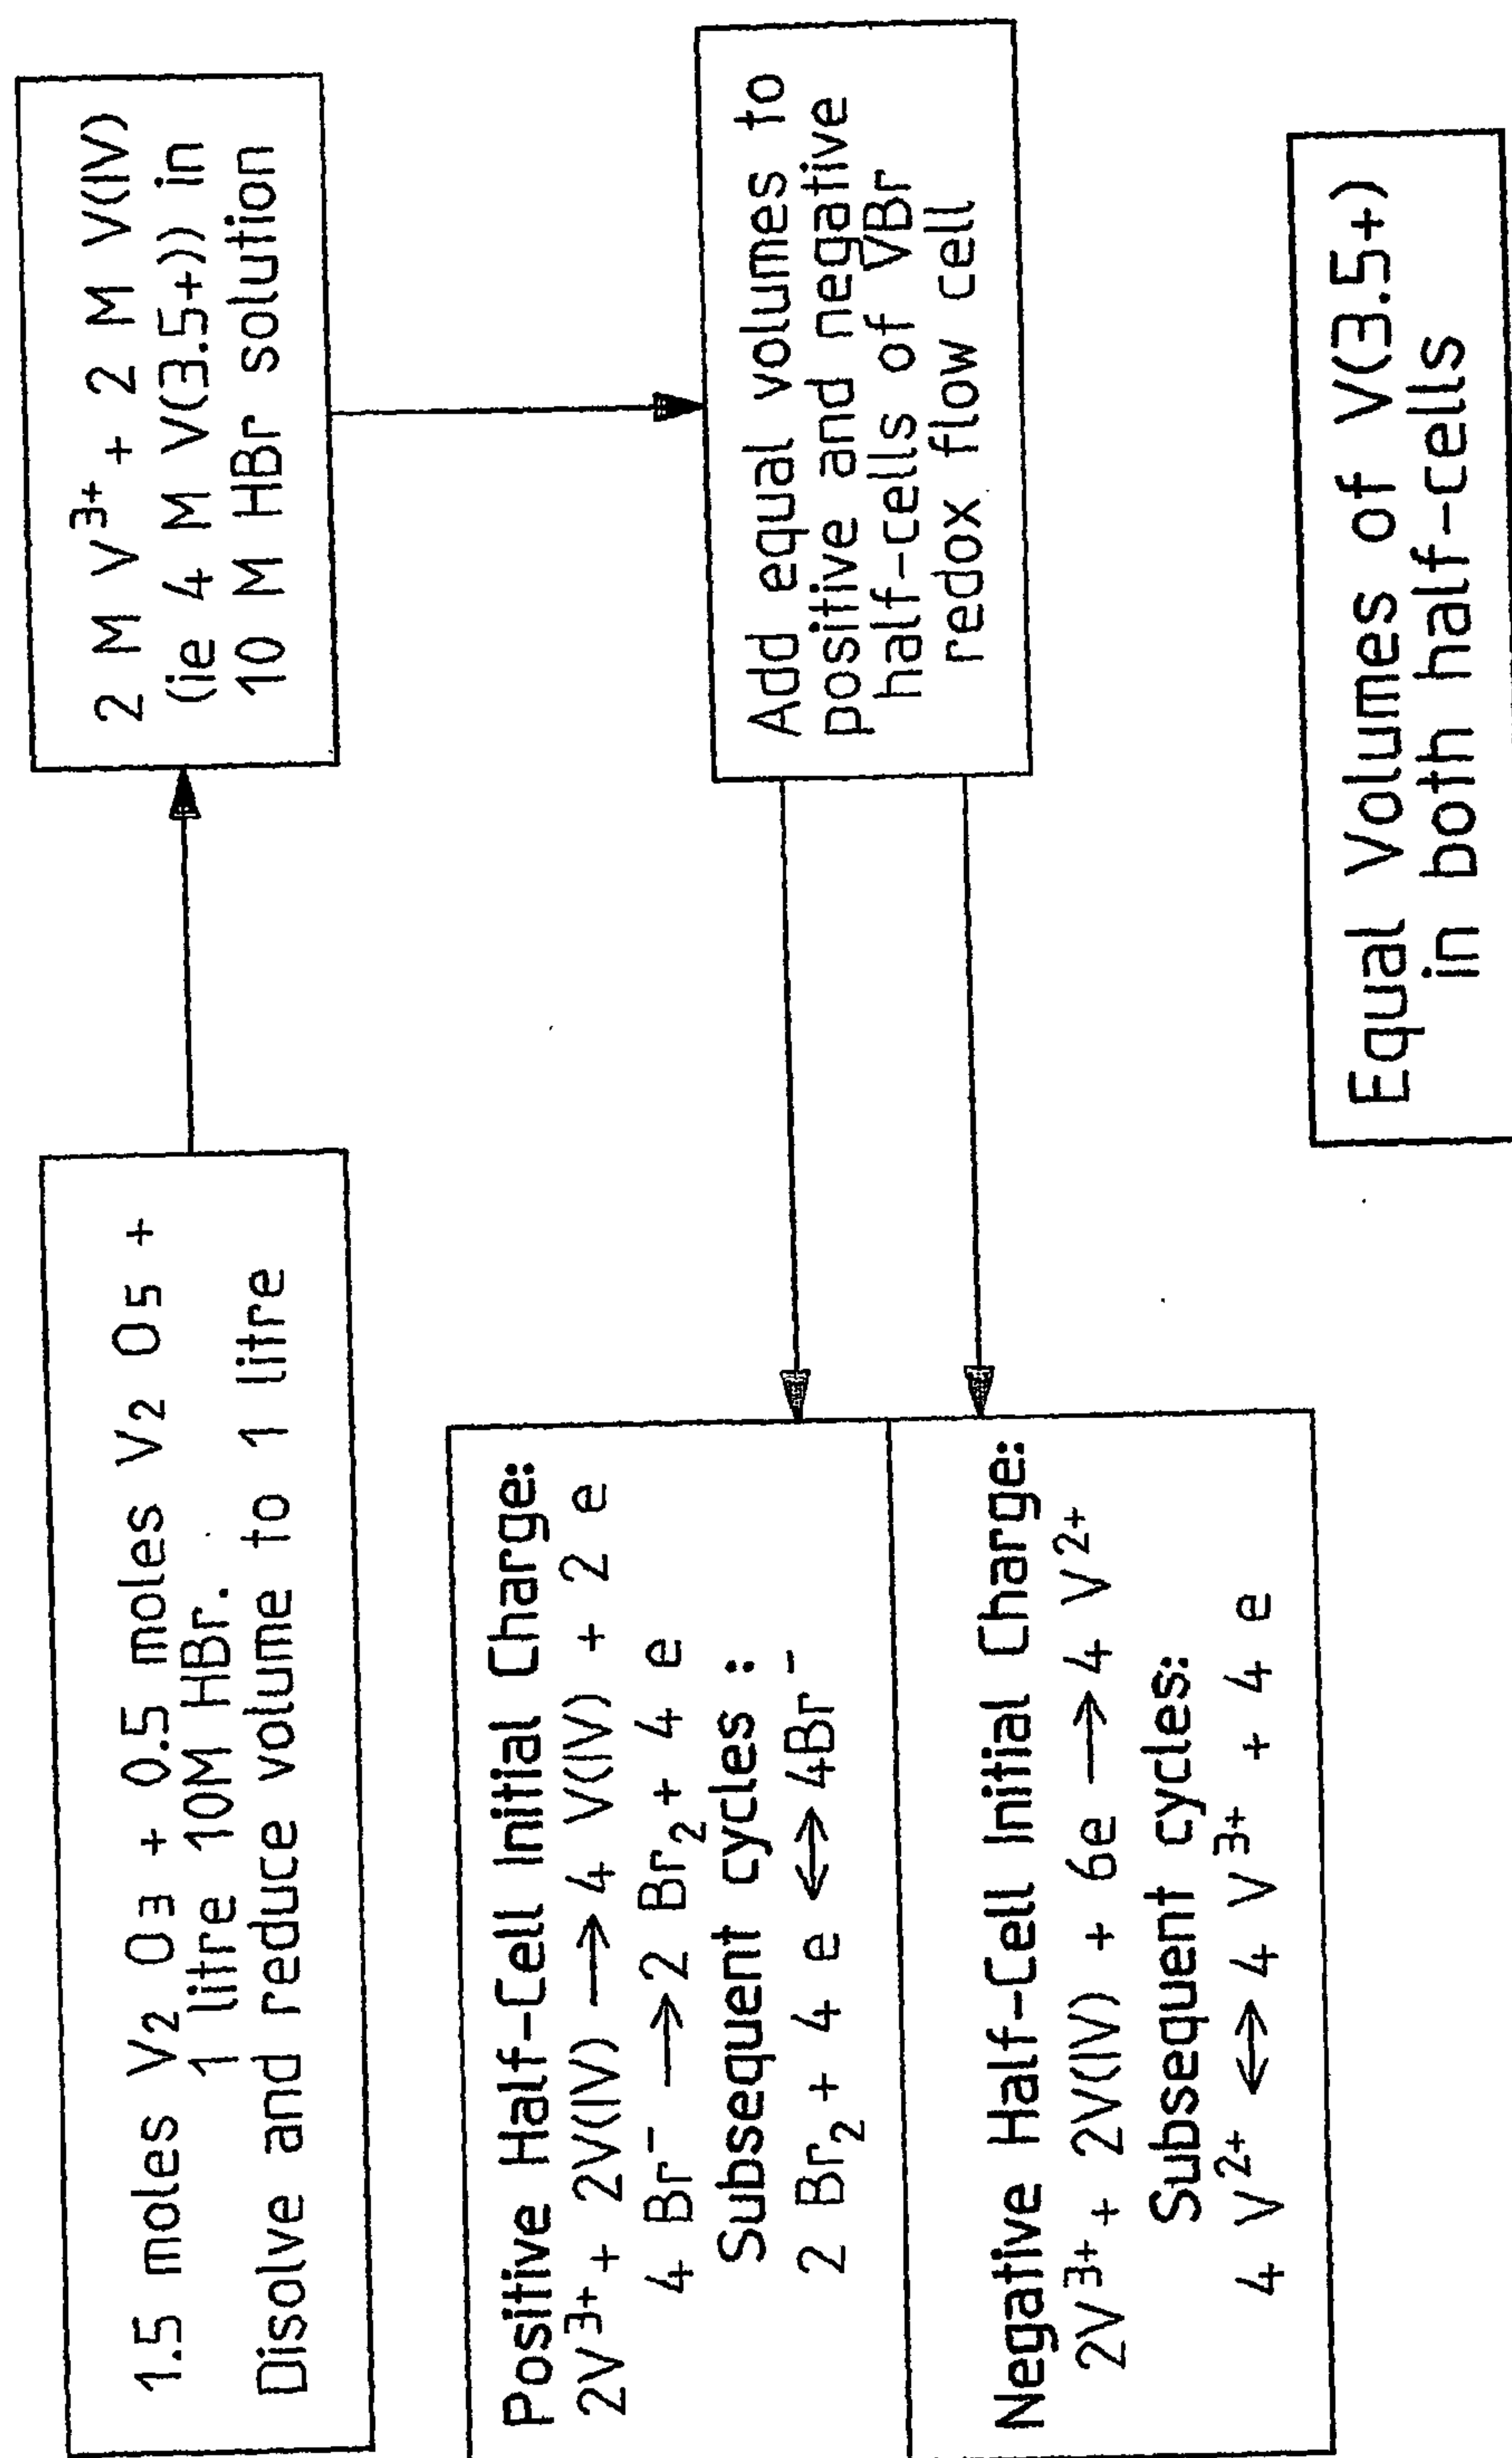 1.5 moles V₂ O₃ + 0.5 moles V₂ O₅ +
1 litre 10M HBr.
Disolve and reduce volume to 1 litre
2 M V³⁺ + 2 M V(IV)
(ie 4 M V(3.5+)) in
10 M HBr solution
Add equal volumes to
positive and negative
half-cells of VBr
redox flow cell
Positive Half-Cell Initial Charge:
2V³⁺ + 2V(IV) ⟶ 4 V(IV) + 2 e
4 Br⁻ ⟶ 2 Br₂ + 4 e
Subsequent cycles :
2 Br₂ + 4 e ⟷ 4Br⁻
Negative Half-Cell Initial Charge:
2V³⁺ + 2V(IV) + 6e ⟶ 4 V²⁺
Subsequent cycles:
4 V²⁺ ⟷ 4 V³⁺ + 4 e
Equal Volumes of V(3.5+)
in both half-cells